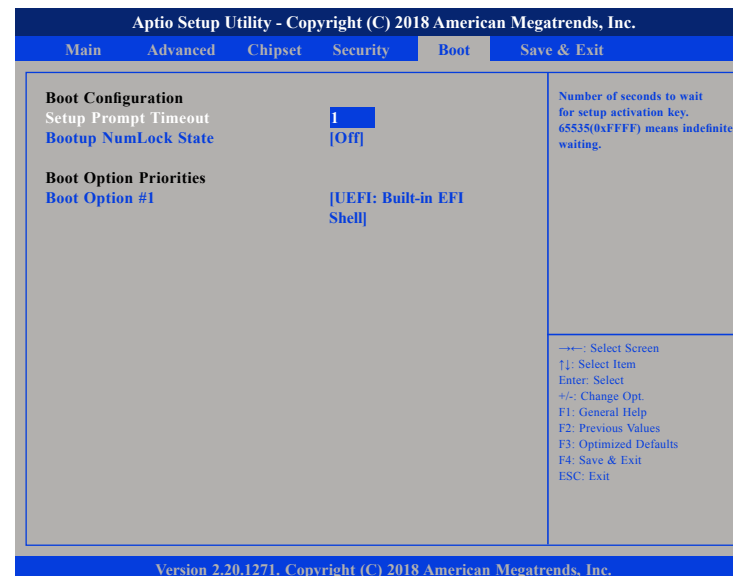 Aptio Setup Utility - Copyright (C) 2018 American Megatrends, Inc.
Main Advanced Chipset Security Boot Save & Exit
Boot Configuration
Setup Prompt Timeout 1
Bootup NumLock State [Off]
Boot Option Priorities
Boot Option #1 [UEFI: Built-in EFI
Shell]
Number of seconds to wait
for setup activation key.
65535(0xFFFF) means indefinite
waiting.
→←: Select Screen
↑↓: Select Item
Enter: Select
+/-: Change Opt.
F1: General Help
F2: Previous Values
F3: Optimized Defaults
F4: Save & Exit
ESC: Exit
Version 2.20.1271. Copyright (C) 2018 American Megatrends, Inc.